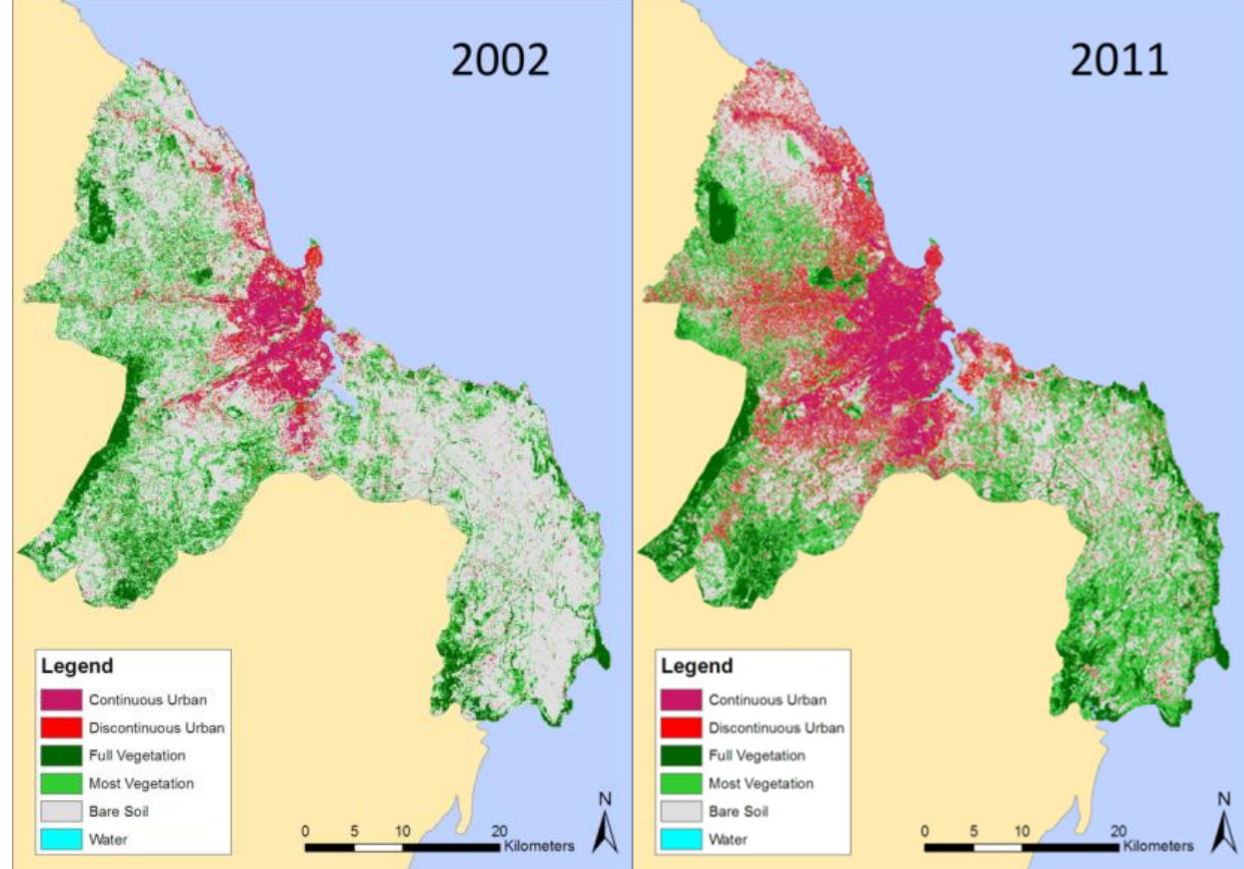 2002
Legend
Continuous Urban
Discontinuous Urban
Full Vegetation
Most Vegetation
Bare Soil
Water
0 5 10 20
Kilometers
N
2011
Legend
Continuous Urban
Discontinuous Urban
Full Vegetation
Most Vegetation
Bare Soil
Water
0 5 10 20
Kilometers
N